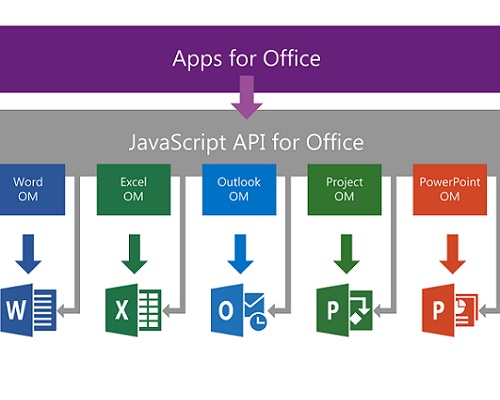 Apps for Office
JavaScript API for Office
Word
OM
Excel
OM
Outlook
OM
Project
OM
PowerPoint
OM
W
X
O
P
P